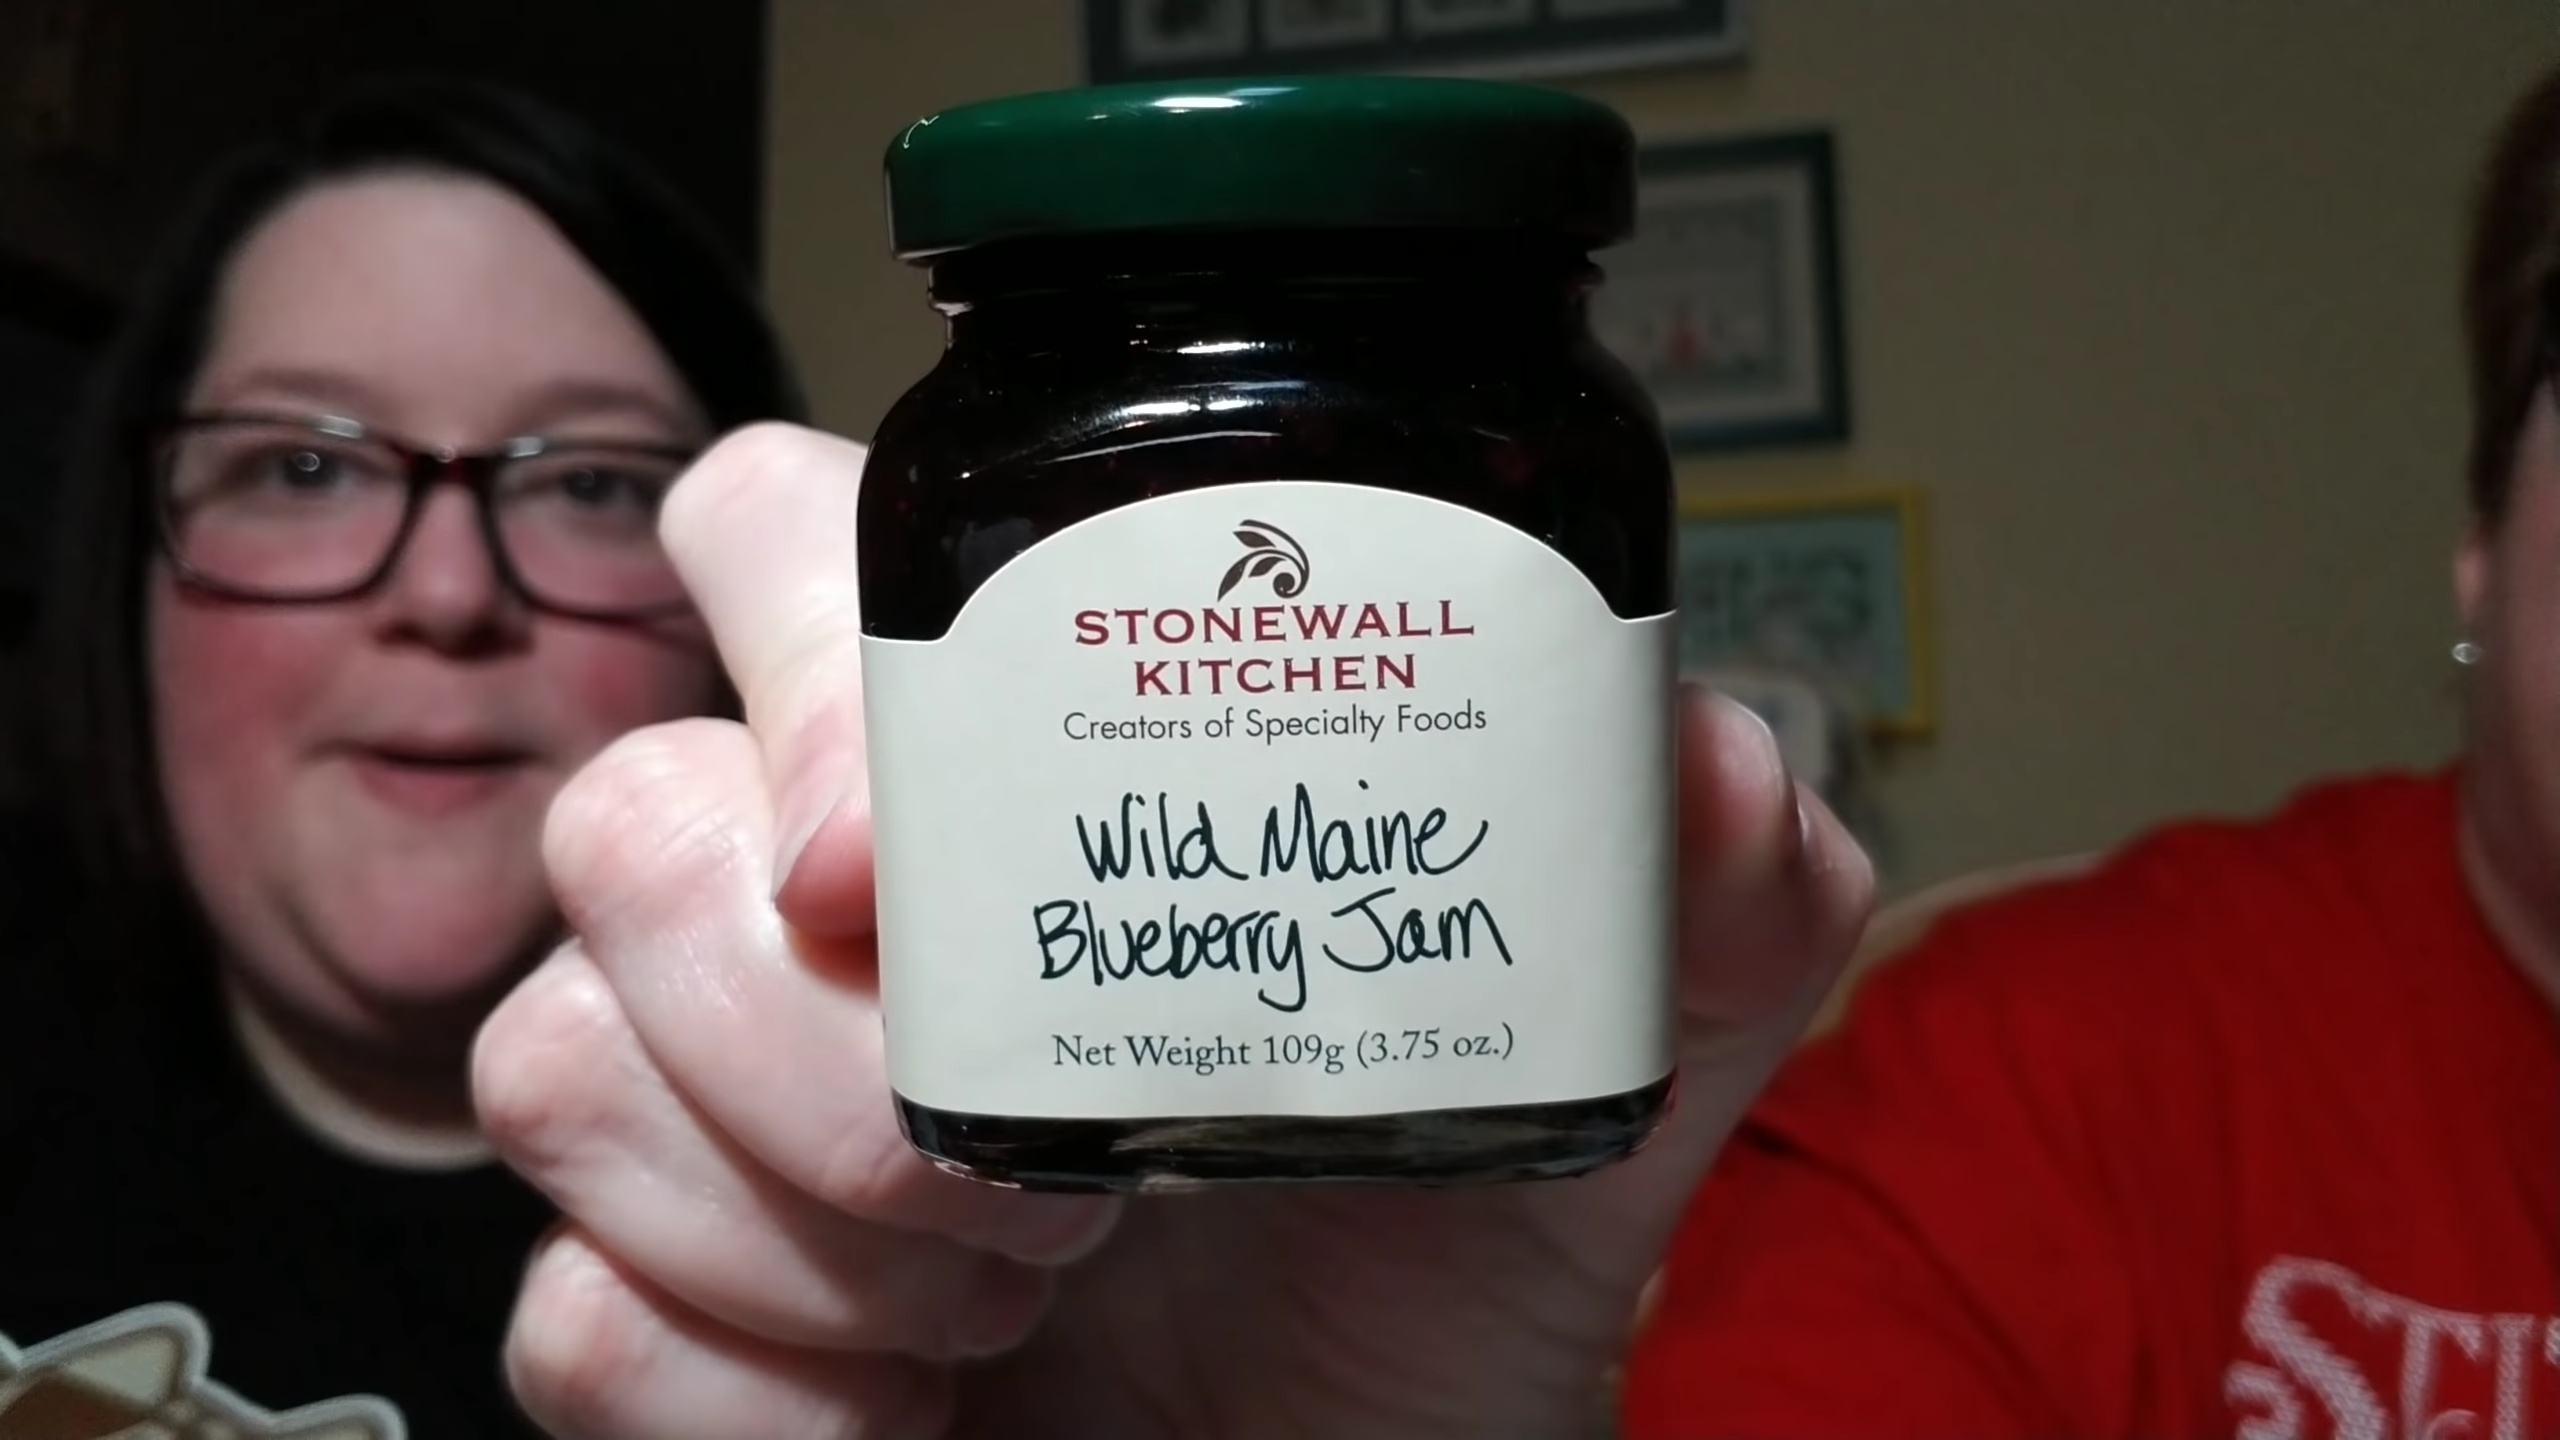 STONEWALL
KITCHEN
Creators of Specialty Foods
Wild Maine
Blueberry Jam
Net Weight 109g (3.75 oz.)